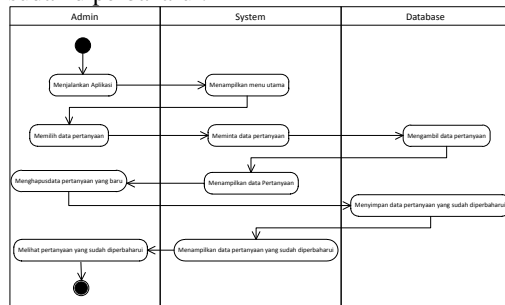 Admin System Database
Menjalankan Aplikasi Menampilkan menu utama
Memilih data pertanyaan Meminta data pertanyaan Mengambil data pertanyaan
Menghapusdata pertanyaan yang baru Menampilkan data Pertanyaan
Menyimpan data pertanyaan yang sudah diperbaharui
Melihat pertanyaan yang sudah diperbaharui Menampilkan data pertanyaan yang sudah diperbaharui